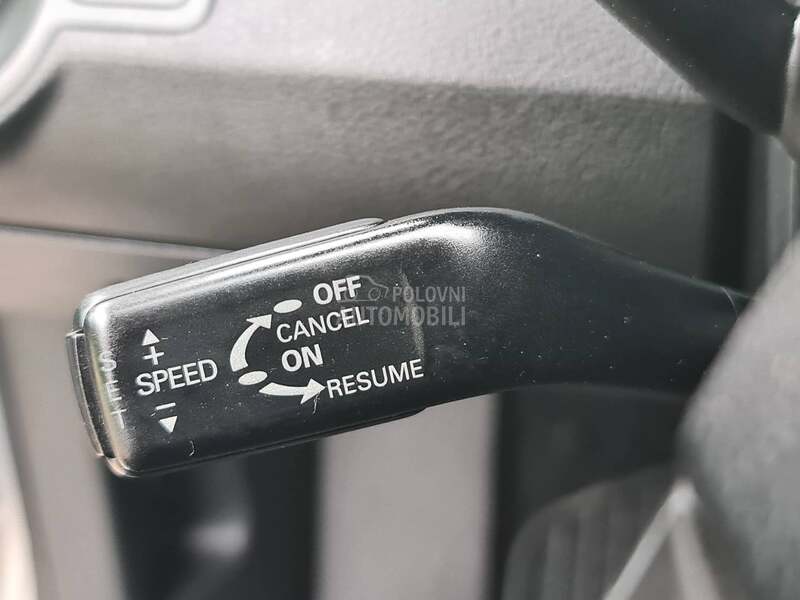 OFF
CANCEL
ON
RESUME
+
SPEED
−
SET
POLOVNI
AUTOMOBILI